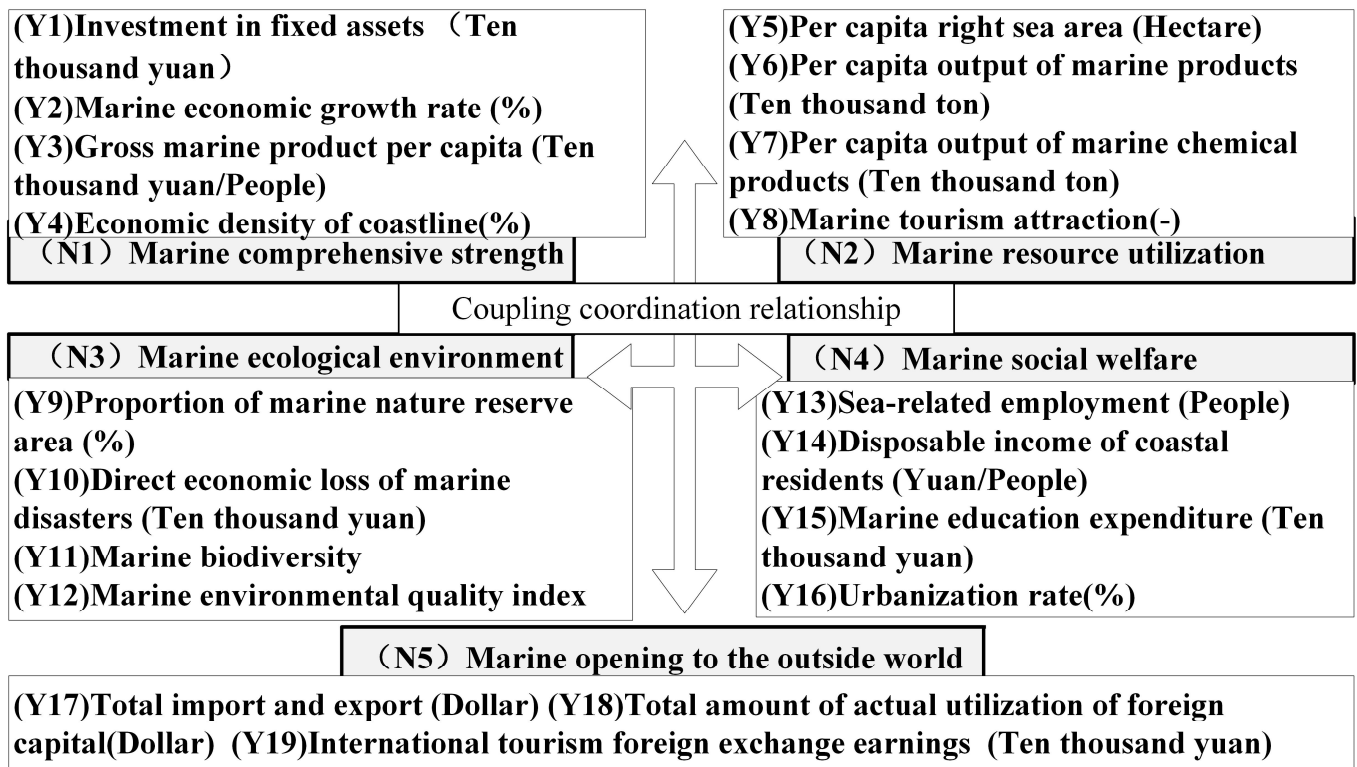 (Y1)Investment in fixed assets （Ten
thousand yuan）
(Y2)Marine economic growth rate (%)
(Y3)Gross marine product per capita (Ten
thousand yuan/People)
(Y4)Economic density of coastline(%)
（N1）Marine comprehensive strength
(Y5)Per capita right sea area (Hectare)
(Y6)Per capita output of marine products
(Ten thousand ton)
(Y7)Per capita output of marine chemical
products (Ten thousand ton)
(Y8)Marine tourism attraction(-)
（N2）Marine resource utilization
Coupling coordination relationship
（N3）Marine ecological environment
(Y9)Proportion of marine nature reserve
area (%)
(Y10)Direct economic loss of marine
disasters (Ten thousand yuan)
(Y11)Marine biodiversity
(Y12)Marine environmental quality index
（N4）Marine social welfare
(Y13)Sea-related employment (People)
(Y14)Disposable income of coastal
residents (Yuan/People)
(Y15)Marine education expenditure (Ten
thousand yuan)
(Y16)Urbanization rate(%)
（N5）Marine opening to the outside world
(Y17)Total import and export (Dollar) (Y18)Total amount of actual utilization of foreign
capital(Dollar) (Y19)International tourism foreign exchange earnings (Ten thousand yuan)